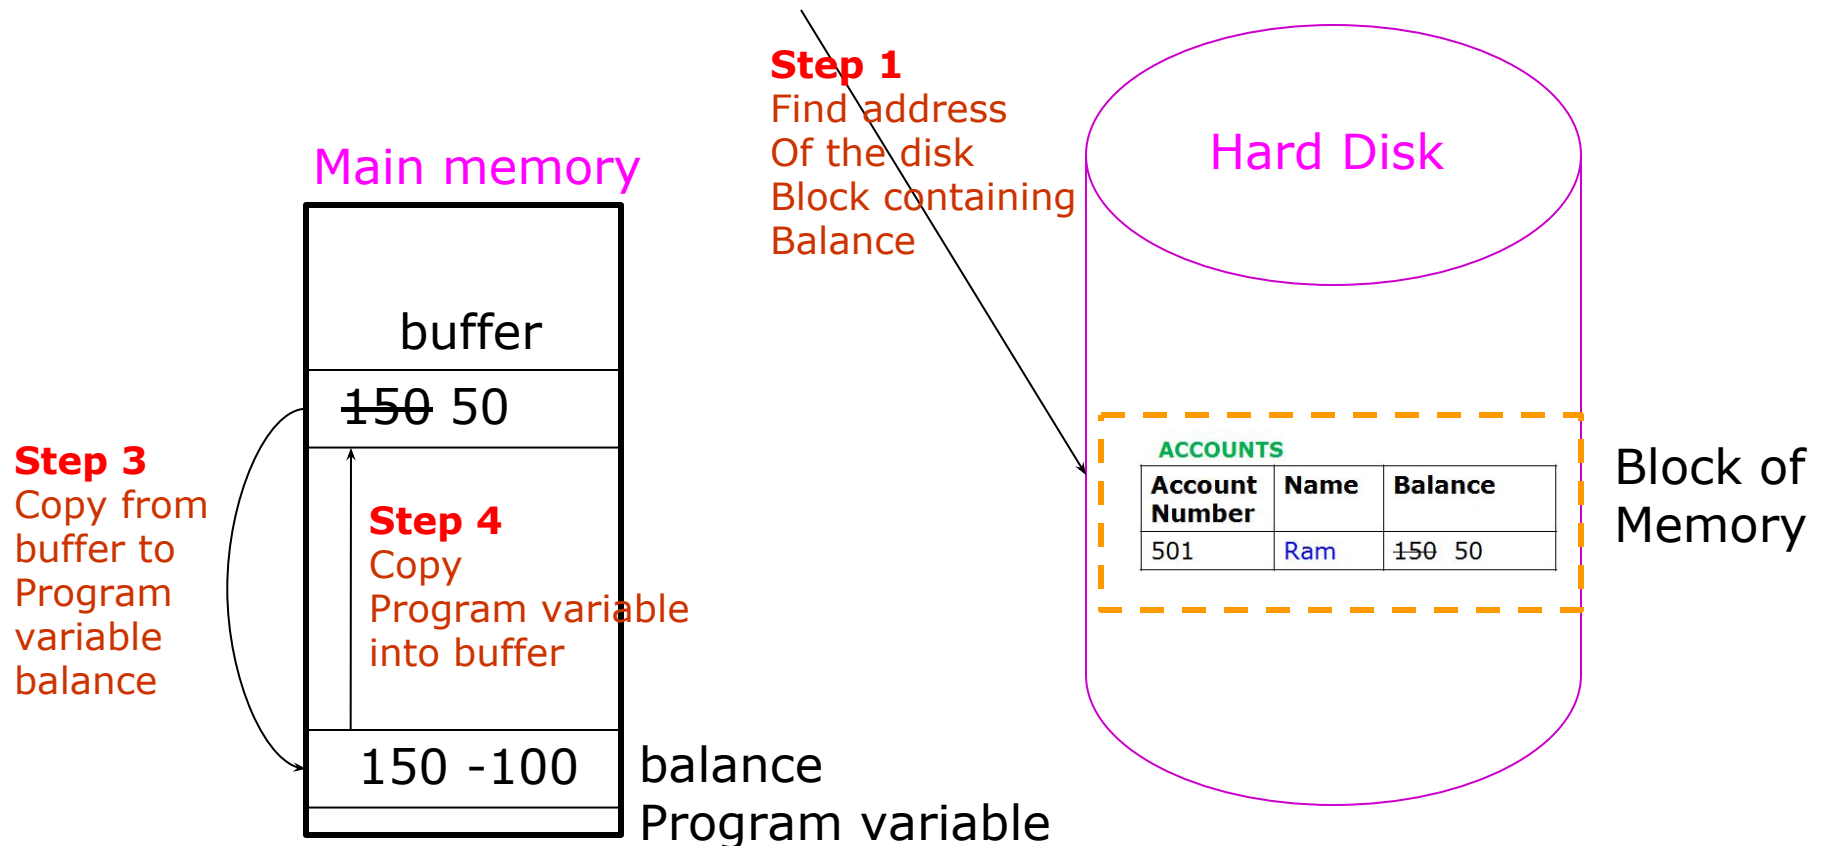 Step 1
Find address
Of the disk
Block containing
Balance
Hard Disk
Main memory
buffer
150 50
Step 3
Copy from
buffer to
Program
variable
balance
Step 4
Copy
Program variable
into buffer
150 -100
balance
Program variable
ACCOUNTS
Account Number Name Balance
501 Ram 150 50
Block of
Memory